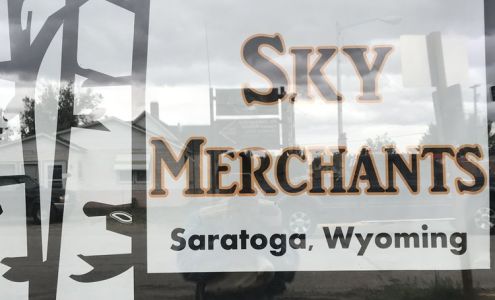 SKY
MERCHANTS
Saratoga, Wyoming